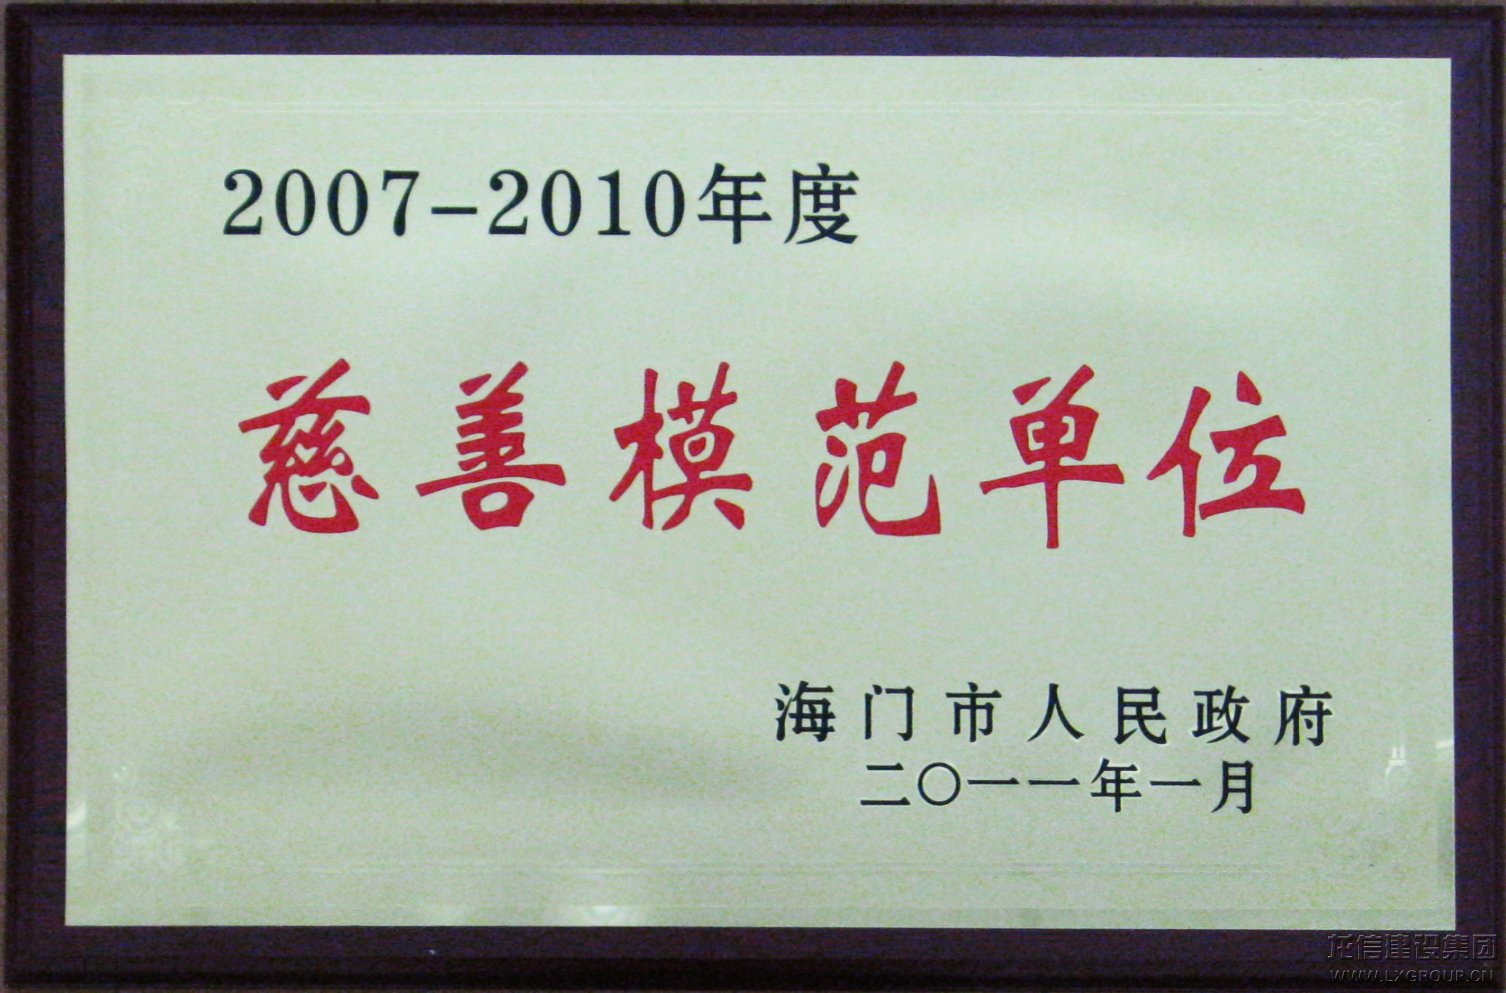 2007-2010年度
慈善模范单位
海门市人民政府
二〇一一年一月
龙信建设集团
WWW.LXGROUP.CN